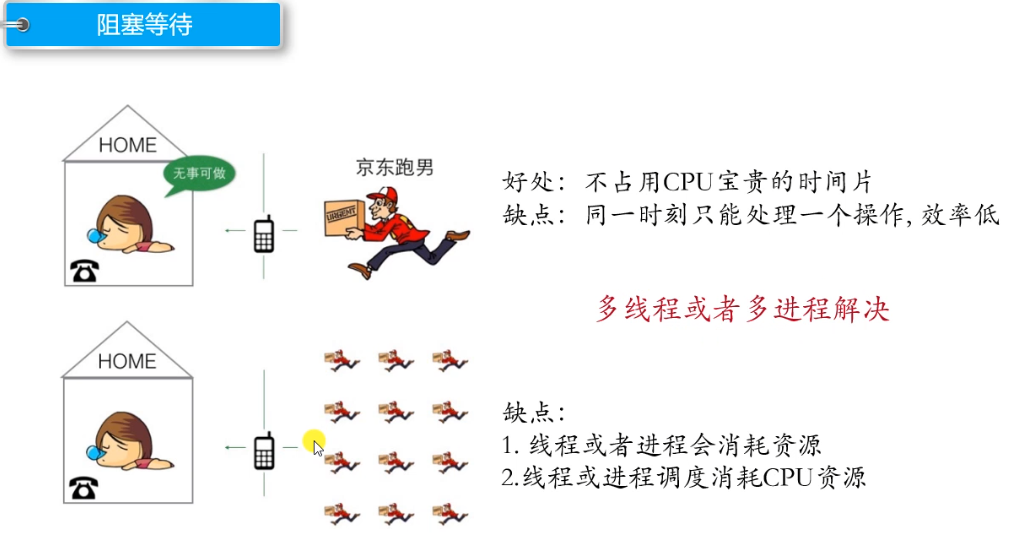 阻塞等待
HOME
无事可做
京东跑男
URGENT
好处：不占用CPU宝贵的时间片
缺点：同一时刻只能处理一个操作, 效率低
多线程或者多进程解决
HOME
缺点：
1. 线程或者进程会消耗资源
2.线程或进程调度消耗CPU资源